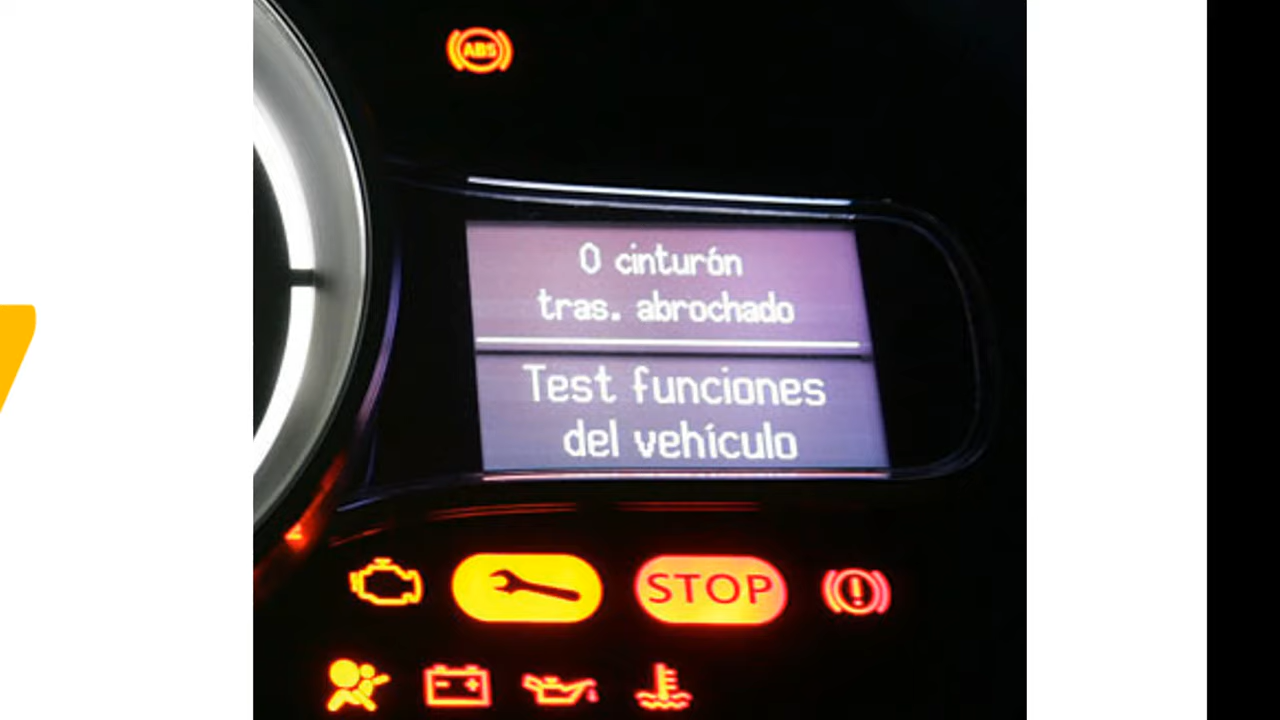 ABS
0 cinturón
tras. abrochado
Test funciones
del vehículo
STOP